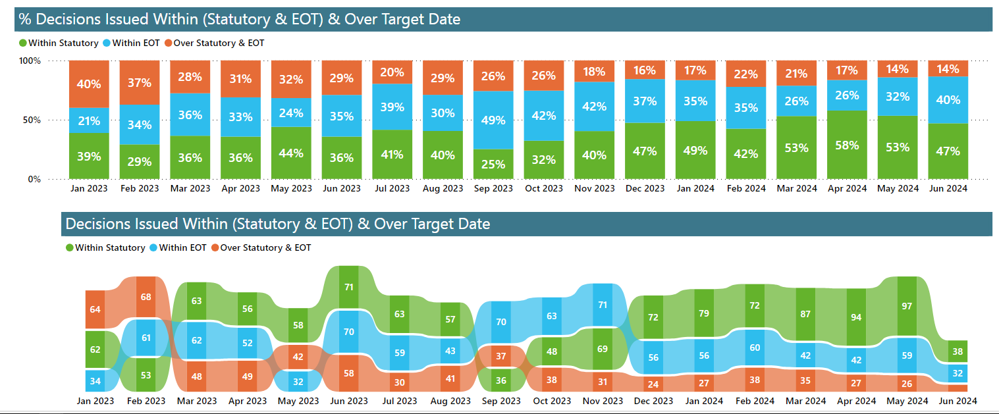 % Decisions Issued Within (Statutory & EOT) & Over Target Date
Within Statutory Within EOT Over Statutory & EOT
100%
40% 37% 28% 31% 32% 29% 20% 29% 26% 26% 18% 16% 17% 22% 21% 17% 14% 14%
21% 34% 36% 33% 24% 35% 39% 30% 49% 42% 42% 37% 35% 35% 26% 26% 32% 40%
50%
39% 29% 36% 36% 44% 36% 41% 40% 25% 32% 40% 47% 49% 42% 53% 58% 53% 47%
0%
Jan 2023 Feb 2023 Mar 2023 Apr 2023 May 2023 Jun 2023 Jul 2023 Aug 2023 Sep 2023 Oct 2023 Nov 2023 Dec 2023 Jan 2024 Feb 2024 Mar 2024 Apr 2024 May 2024 Jun 2024
Decisions Issued Within (Statutory & EOT) & Over Target Date
Within Statutory Within EOT Over Statutory & EOT
64 68 63 56 58 71 63 57 70 63 71 72 79 72 87 94 97 38
62 61 62 52 42 70 59 43 37 48 69 56 56 60 42 42 59 32
34 53 48 49 32 58 30 41 36 38 31 24 27 38 35 27 26
Jan 2023 Feb 2023 Mar 2023 Apr 2023 May 2023 Jun 2023 Jul 2023 Aug 2023 Sep 2023 Oct 2023 Nov 2023 Dec 2023 Jan 2024 Feb 2024 Mar 2024 Apr 2024 May 2024 Jun 2024